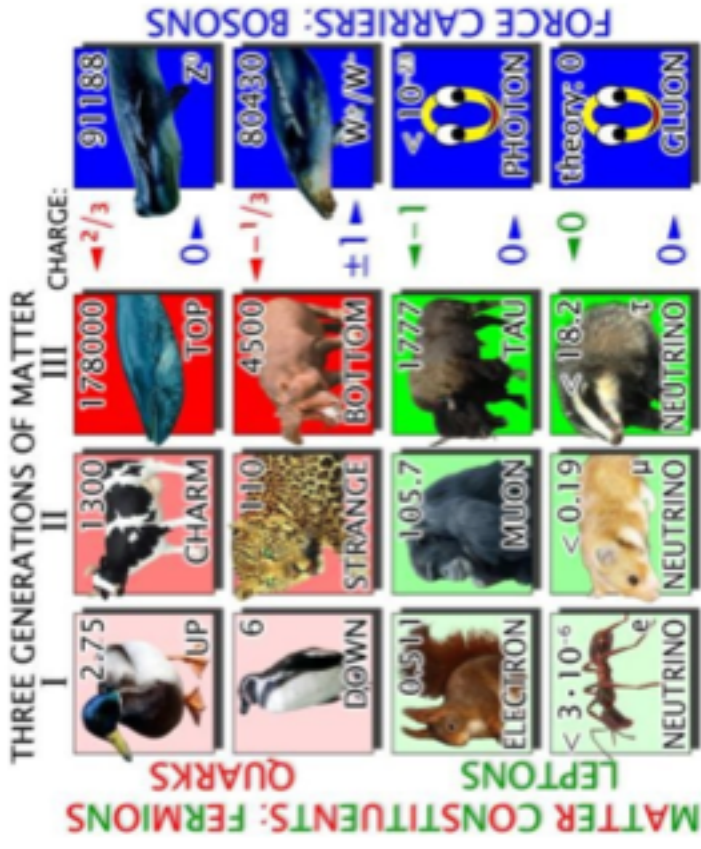 THREE GENERATIONS OF MATTER
I II III
CHARGE:
MATTER CONSTITUENTS: FERMIONS
QUARKS
LEPTONS
FORCE CARRIERS: BOSONS
2.75
UP
1300
CHARM
178000
TOP
◄2/3
0►
91188
Z⁰
6
DOWN
110
STRANGE
4500
BOTTOM
◄-1/3
±1►
80430
0.511
ELECTRON
105.7
MUON
1777
TAU
◄-1
0►
PHOTON
< 3·10⁻⁶
e
NEUTRINO
< 0.19
μ
NEUTRINO
< 18.2
τ
NEUTRINO
◄0
0►
theory: 0
GLUON